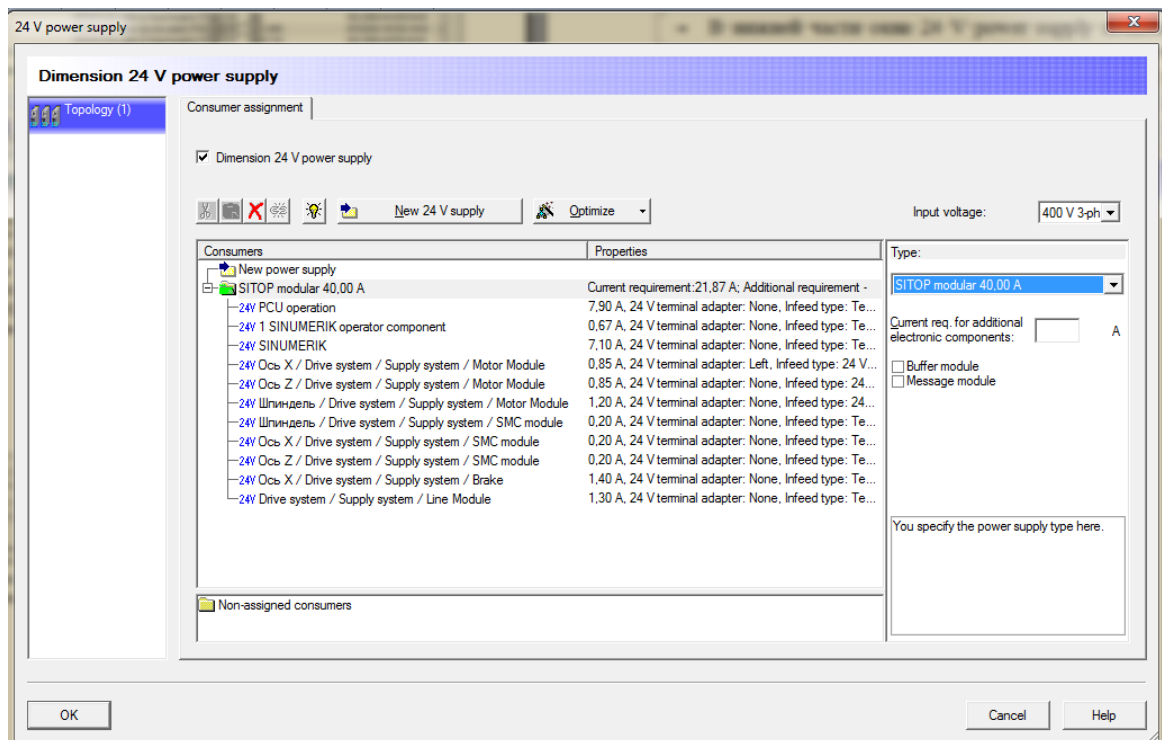 24 V power supply
– В нижней части окна 24 V power supply
Dimension 24 V power supply
Topology (1)
Consumer assignment
Dimension 24 V power supply
New 24 V supply
Optimize
Input voltage:
400 V 3-ph
Consumers Properties
New power supply
SITOP modular 40,00 A Current requirement:21,87 A; Additional requirement -
24V PCU operation 7,90 A, 24 V terminal adapter: None, Infeed type: Te...
24V 1 SINUMERIK operator component 0,67 A, 24 V terminal adapter: None, Infeed type: Te...
24V SINUMERIK 7,10 A, 24 V terminal adapter: None, Infeed type: Te...
24V Ось X / Drive system / Supply system / Motor Module 0,85 A, 24 V terminal adapter: Left, Infeed type: 24 V...
24V Ось Z / Drive system / Supply system / Motor Module 0,85 A, 24 V terminal adapter: None, Infeed type: 24...
24V Шпиндель / Drive system / Supply system / Motor Module 1,20 A, 24 V terminal adapter: None, Infeed type: 24...
24V Шпиндель / Drive system / Supply system / SMC module 0,20 A, 24 V terminal adapter: None, Infeed type: Te...
24V Ось X / Drive system / Supply system / SMC module 0,20 A, 24 V terminal adapter: None, Infeed type: Te...
24V Ось Z / Drive system / Supply system / SMC module 0,20 A, 24 V terminal adapter: None, Infeed type: Te...
24V Ось X / Drive system / Supply system / Brake 1,40 A, 24 V terminal adapter: None, Infeed type: Te...
24V Drive system / Supply system / Line Module 1,30 A, 24 V terminal adapter: None, Infeed type: Te...
Non-assigned consumers
Type:
SITOP modular 40,00 A
Current req. for additional
electronic components:
A
Buffer module
Message module
You specify the power supply type here.
OK
Cancel
Help